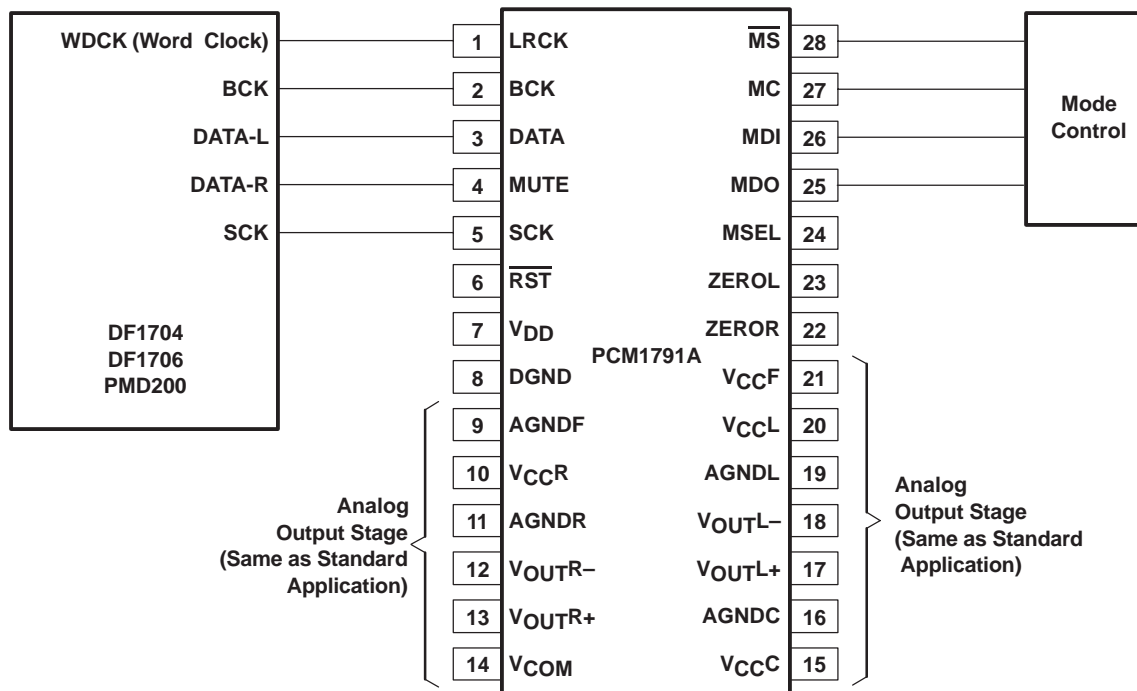 WDCK (Word Clock)
BCK
DATA-L
DATA-R
SCK
DF1704
DF1706
PMD200
1 LRCK
2 BCK
3 DATA
4 MUTE
5 SCK
6 RST
7 VDD
8 DGND
9 AGNDF
10 VCCR
11 AGNDR
12 VOUTR–
13 VOUTR+
14 VCOM
PCM1791A
MS 28
MC 27
MDI 26
MDO 25
MSEL 24
ZEROL 23
ZEROR 22
VCCF 21
VCCL 20
AGNDL 19
VOUTL– 18
VOUTL+ 17
AGNDC 16
VCCC 15
Mode
Control
Analog
Output Stage
(Same as Standard
Application)
Analog
Output Stage
(Same as Standard
Application)